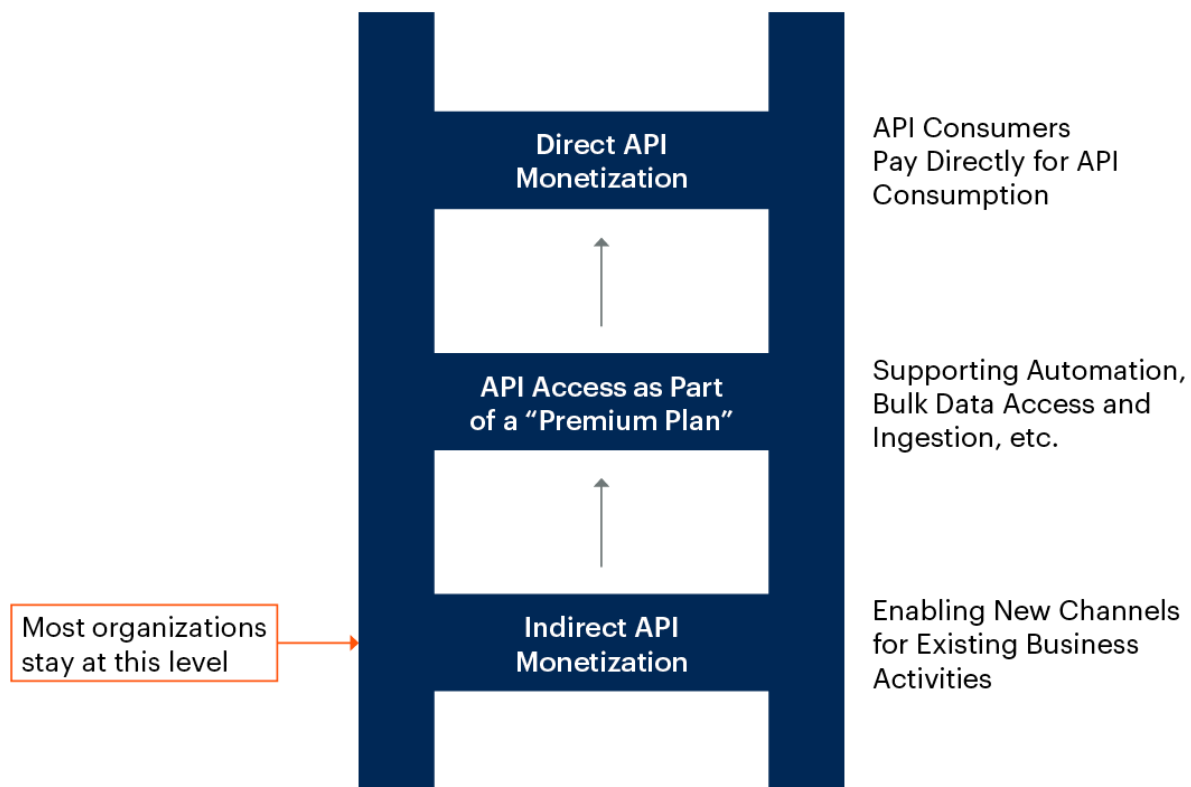 Direct API
Monetization
API Consumers
Pay Directly for API
Consumption
API Access as Part
of a “Premium Plan”
Supporting Automation,
Bulk Data Access and
Ingestion, etc.
Most organizations
stay at this level
Indirect API
Monetization
Enabling New Channels
for Existing Business
Activities